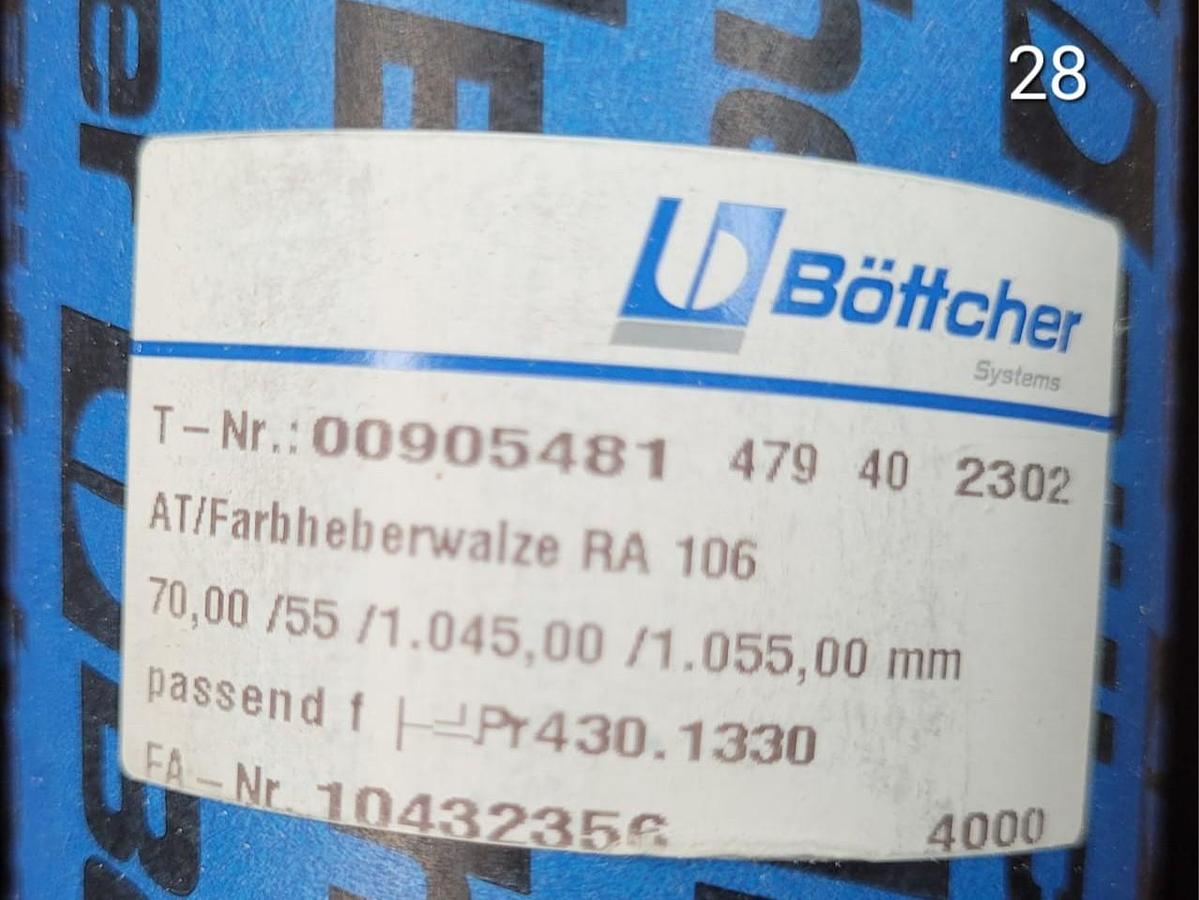 28
Böttcher
Systems
T-Nr.: 00905481 479 40 2302
AT/Farbheberwalze RA 106
70,00 /55 /1.045,00 /1.055,00 mm
passend f Pr430.1330
FA-Nr. 10432356 4000